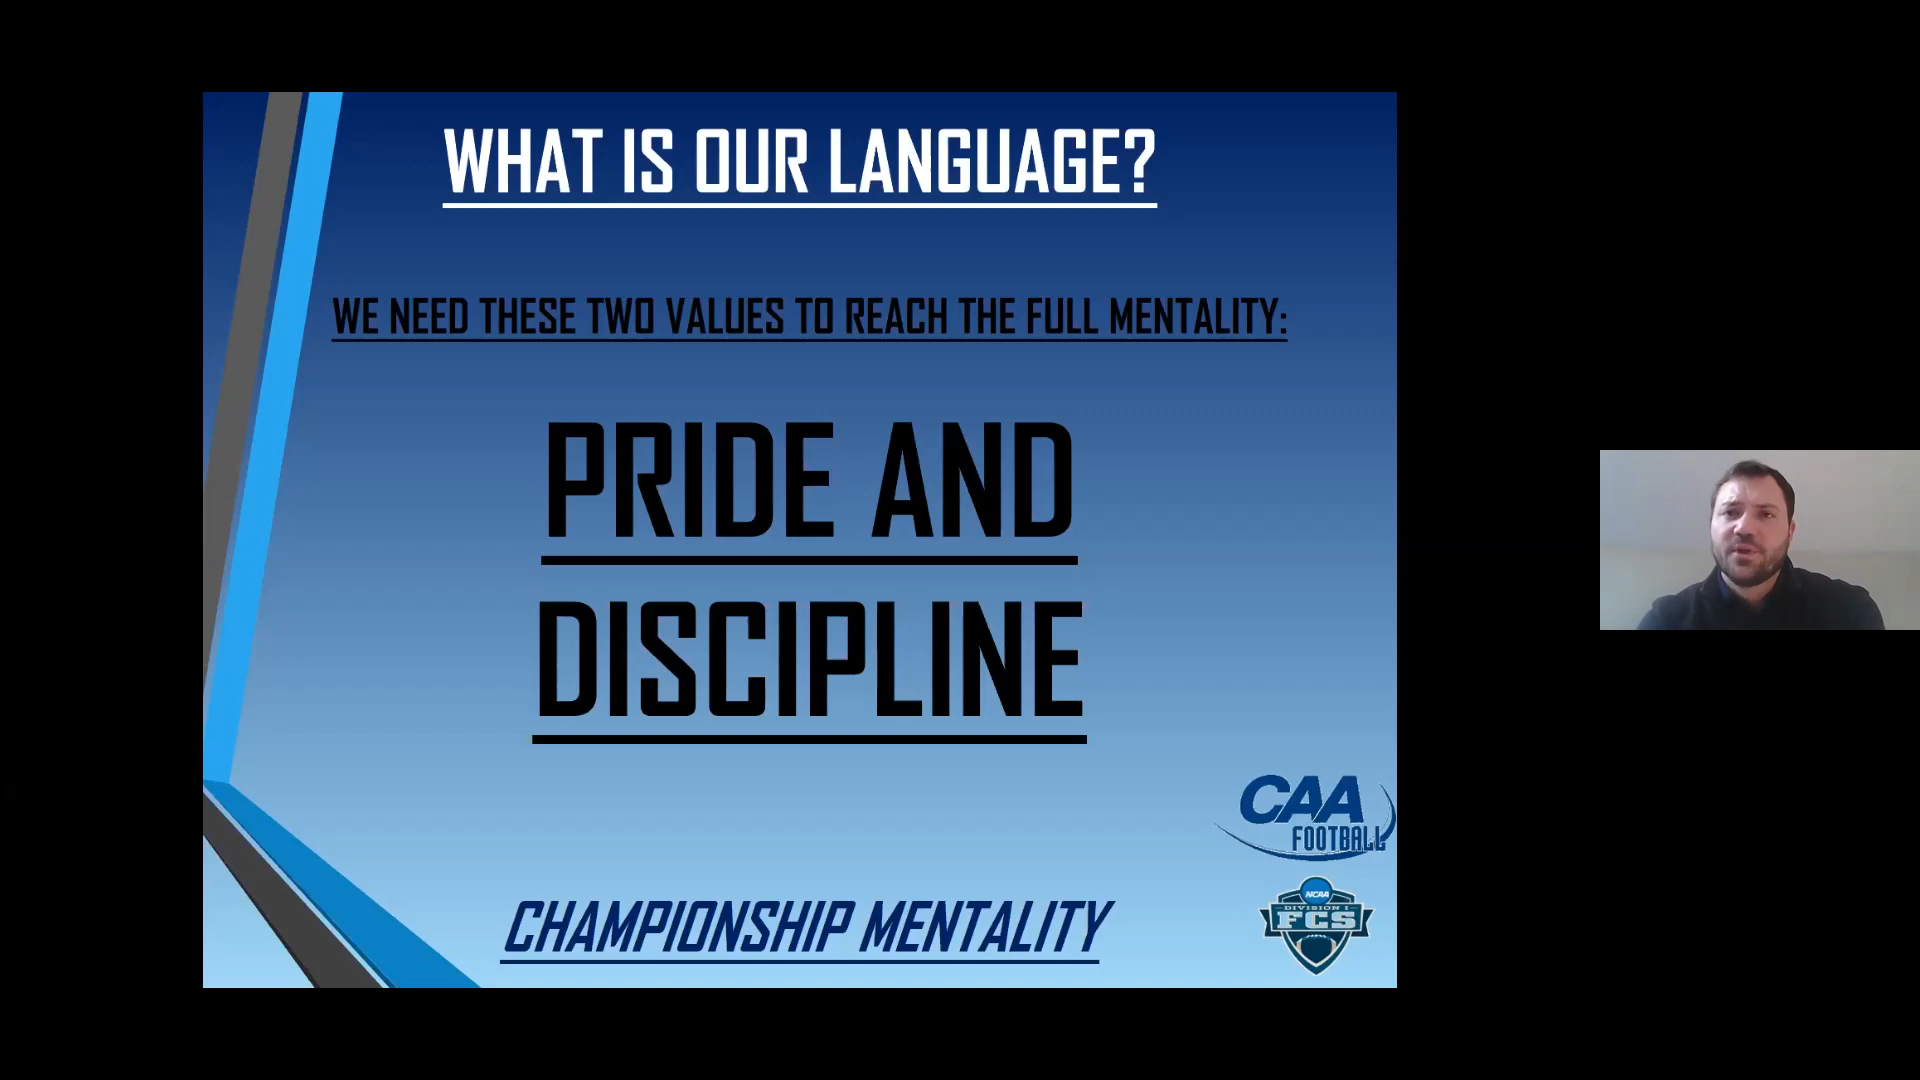 WHAT IS OUR LANGUAGE?
WE NEED THESE TWO VALUES TO REACH THE FULL MENTALITY:
PRIDE AND
DISCIPLINE
CAA
FOOTBALL
NCAA
DIVISION I
FCS
CHAMPIONSHIP MENTALITY